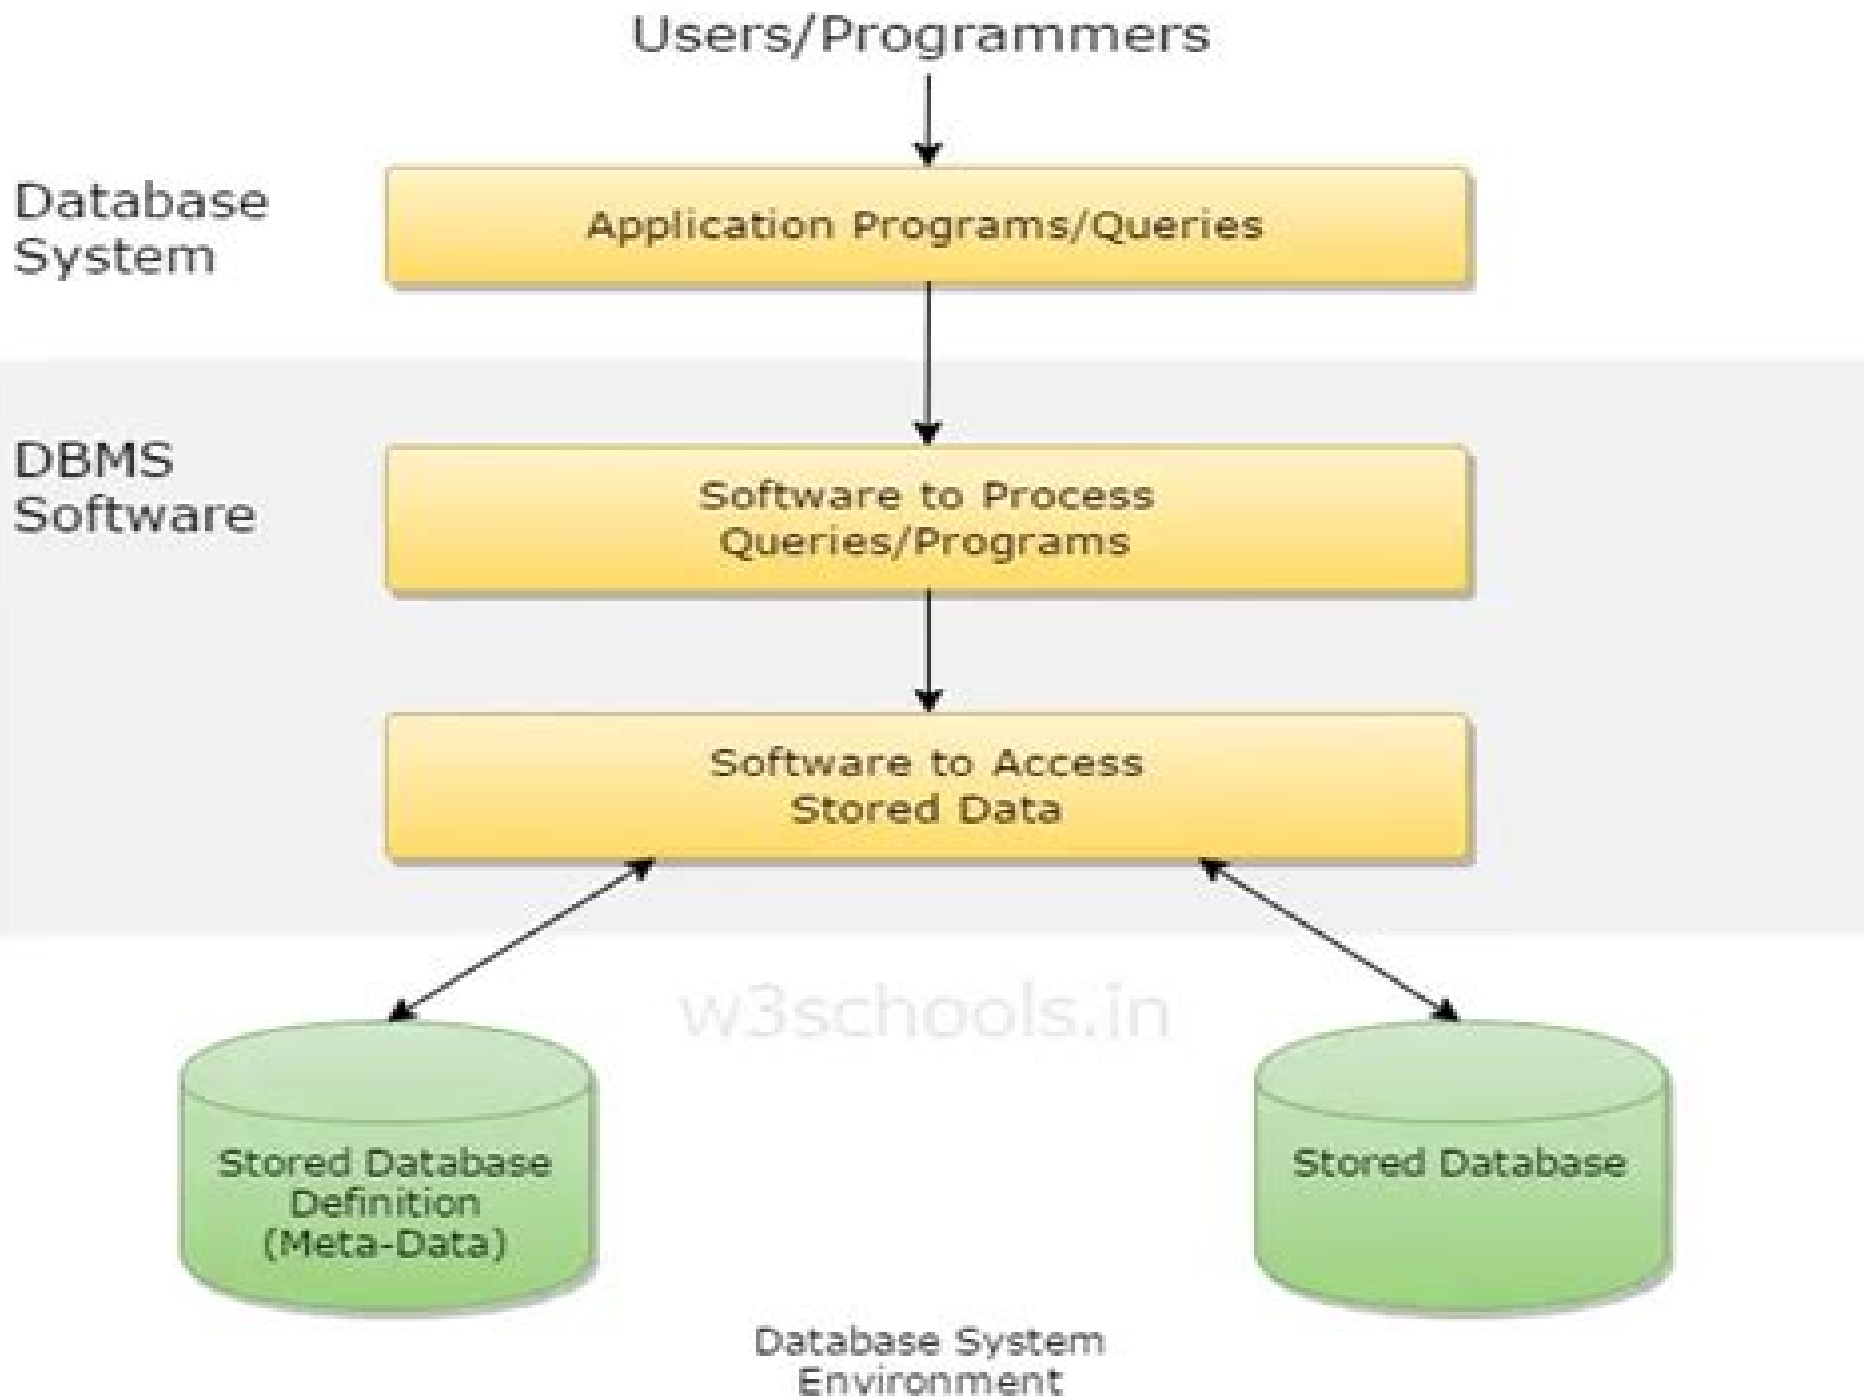 Users/Programmers
Database
System
Application Programs/Queries
DBMS
Software
Software to Process
Queries/Programs
Software to Access
Stored Data
w3schools.in
Stored Database
Definition
(Meta-Data)
Stored Database
Database System
Environment